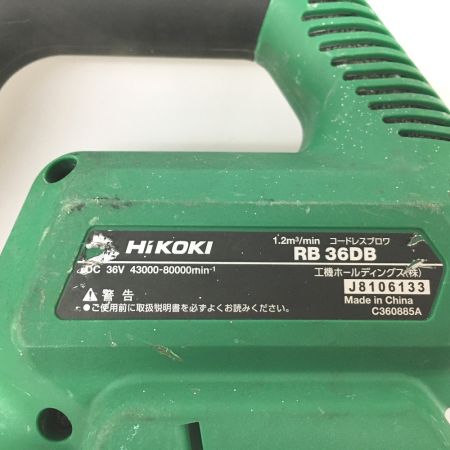 1.2m³/min コードレスブロワ
HiKOKI RB 36DB
DC 36V 43000-80000min⁻¹ 工機ホールディングス(株)
⚠ 警告 J8106133
●ご使用前に取扱説明書を必ずよくお読みください。 Made in China
C360885A